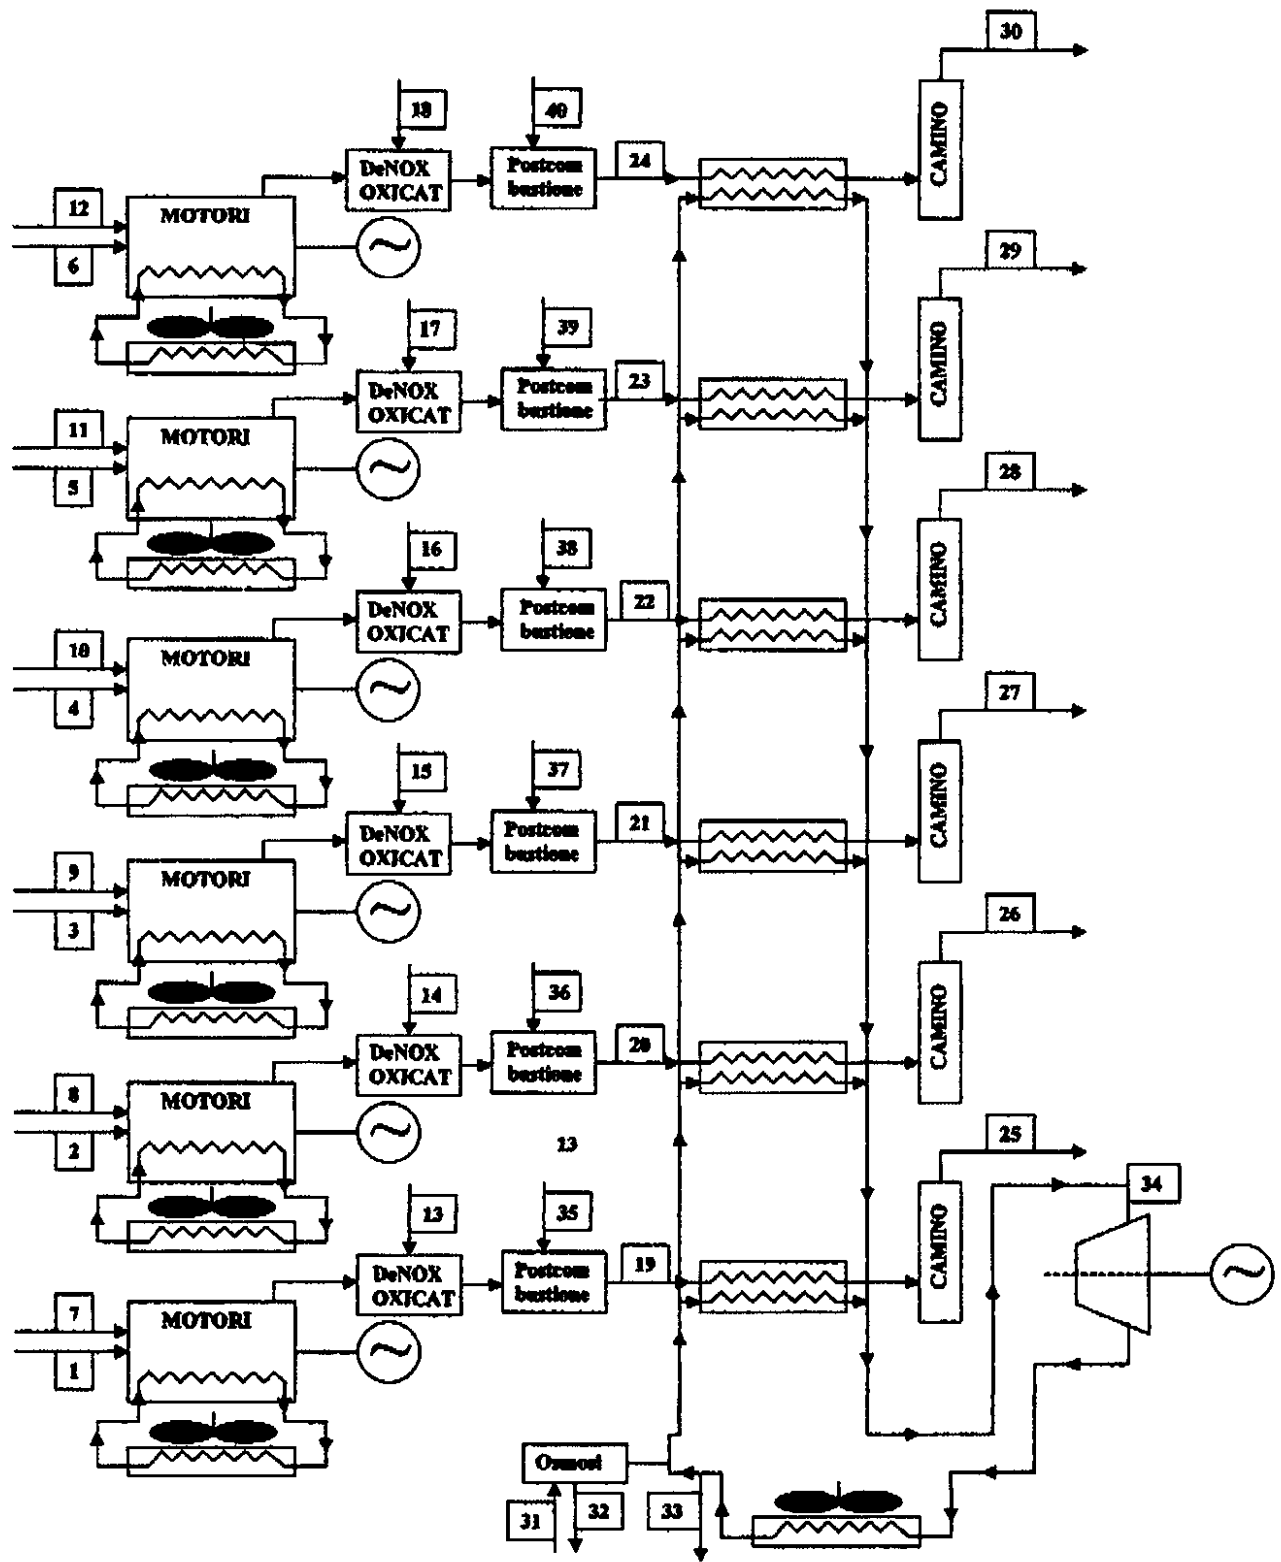 30
18
40
DeNOX
OXICAT
Postcom
bustione
24
CAMINO
12
MOTORI
6
29
17
39
DeNOX
OXICAT
Postcom
bustione
23
CAMINO
11
MOTORI
5
28
16
38
DeNOX
OXICAT
Postcom
bustione
22
CAMINO
10
MOTORI
4
27
15
37
DeNOX
OXICAT
Postcom
bustione
21
CAMINO
9
MOTORI
3
26
14
36
DeNOX
OXICAT
Postcom
bustione
20
CAMINO
8
MOTORI
2
13
25
34
13
35
DeNOX
OXICAT
Postcom
bustione
19
CAMINO
7
MOTORI
1
Osmosi
31
32
33